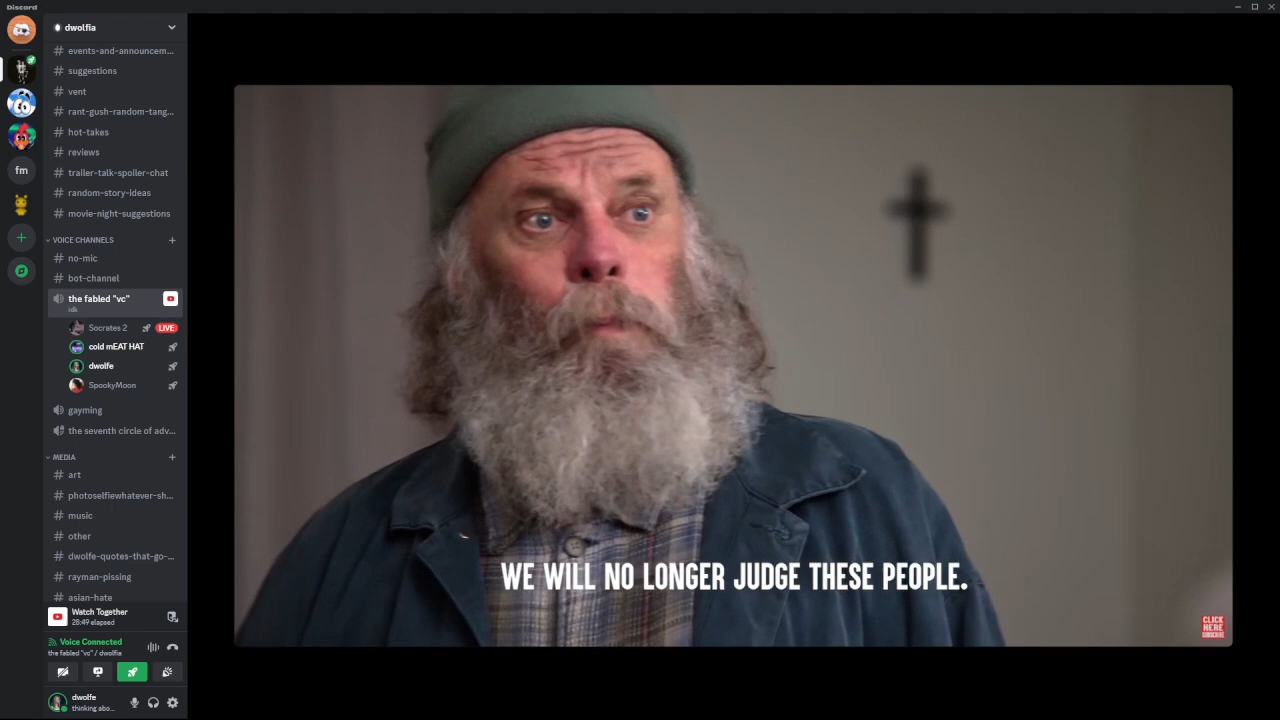 Discord
dwolfia
events-and-announcem...
suggestions
vent
rant-gush-random-tang...
hot-takes
reviews
trailer-talk-spoiler-chat
random-story-ideas
movie-night-suggestions
VOICE CHANNELS
no-mic
bot-channel
the fabled "vc"
idk
Socrates 2
LIVE
cold mEAT HAT
dwolfe
SpookyMoon
gayming
the seventh circle of adv...
MEDIA
art
photoselfiewhatever-sh...
music
other
dwolfe-quotes-that-go-...
rayman-pissing
asian-hate
Watch Together
28:49 elapsed
Voice Connected
the fabled "vc" / dwolfia
dwolfe
thinking abo...
fm
WE WILL NO LONGER JUDGE THESE PEOPLE.
CLICK
HERE
SUBSCRIBE